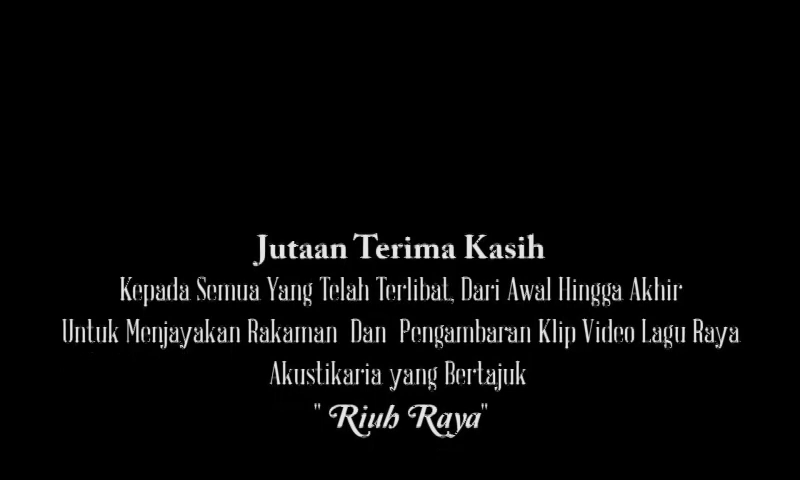 Jutaan Terima Kasih
Kepada Semua Yang Telah Terlibat, Dari Awal Hingga Akhir
Untuk Menjayakan Rakaman Dan Pengambaran Klip Video Lagu Raya
Akustikaria yang Bertajuk
" Riuh Raya"